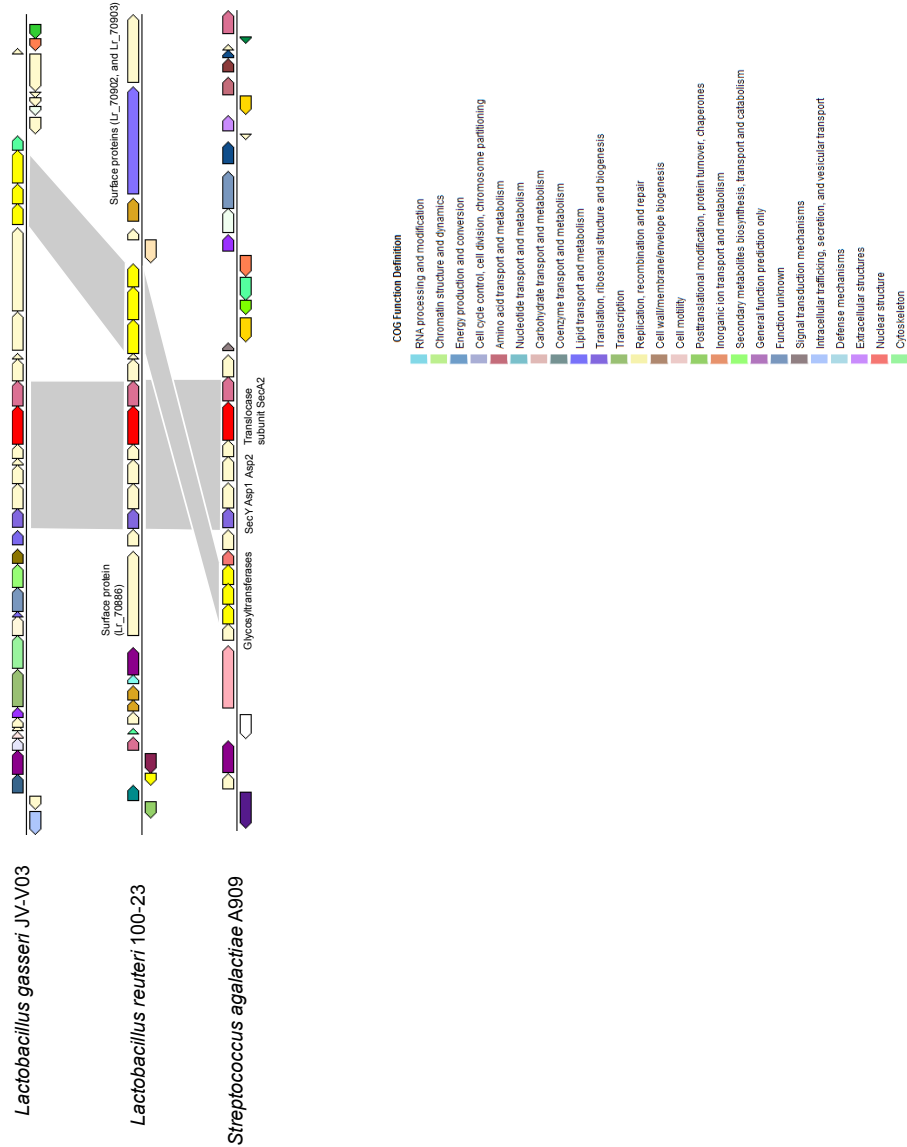 Lactobacillus gasseri JV-V03
Lactobacillus reuteri 100-23
Surface protein
(Lr_70886)
Surface proteins (Lr_70902, and Lr_70903)
Streptococcus agalactiae A909
Glycosyltransferases
SecY Asp1 Asp2
Translocase
subunit SecA2
COG Function Definition
RNA processing and modification
Chromatin structure and dynamics
Energy production and conversion
Cell cycle control, cell division, chromosome partitioning
Amino acid transport and metabolism
Nucleotide transport and metabolism
Carbohydrate transport and metabolism
Coenzyme transport and metabolism
Lipid transport and metabolism
Translation, ribosomal structure and biogenesis
Transcription
Replication, recombination and repair
Cell wall/membrane/envelope biogenesis
Cell motility
Posttranslational modification, protein turnover, chaperones
Inorganic ion transport and metabolism
Secondary metabolites biosynthesis, transport and catabolism
General function prediction only
Function unknown
Signal transduction mechanisms
Intracellular trafficking, secretion, and vesicular transport
Defense mechanisms
Extracellular structures
Nuclear structure
Cytoskeleton